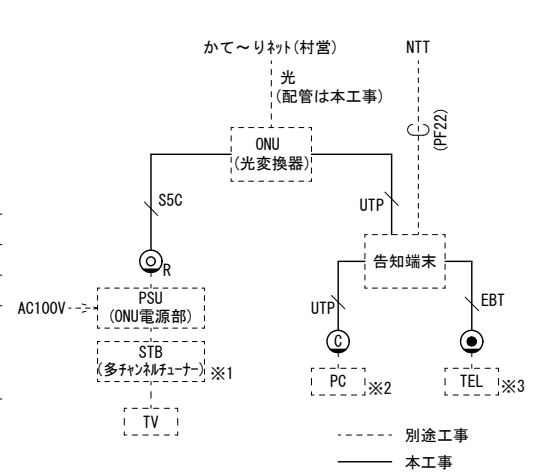 かて～りネット(村営)
NTT
光
(配管は本工事)
(PF22)
ONU
(光変換器)
S5C
UTP
R
告知端末
AC100V
PSU
(ONU電源部)
UTP
EBT
STB
(多チャンネルチューナー)
※1
C
PC
※2
TEL
※3
TV
別途工事
本工事